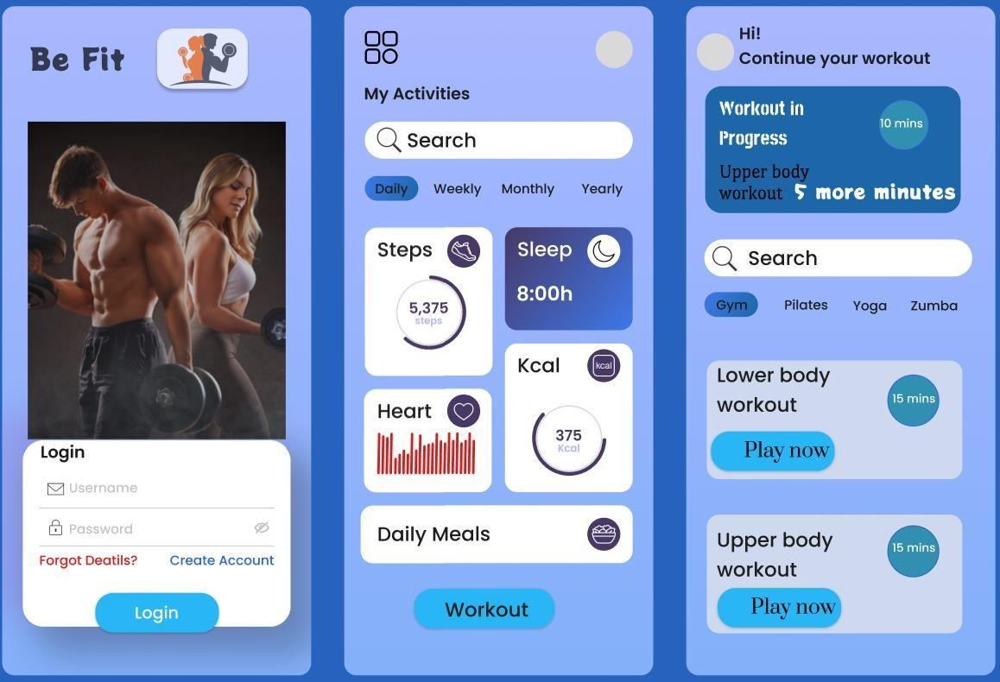 Be Fit
Login
Username
Password
Forgot Deatils? Create Account
Login
My Activities
Search
Daily Weekly Monthly Yearly
Steps
5,375
steps
Sleep
8:00h
Heart
Kcal
kcal
375
Kcal
Daily Meals
Workout
Hi!
Continue your workout
Workout in
Progress
10 mins
Upper body
workout 5 more minutes
Search
Gym Pilates Yoga Zumba
Lower body
workout
15 mins
Play now
Upper body
workout
15 mins
Play now